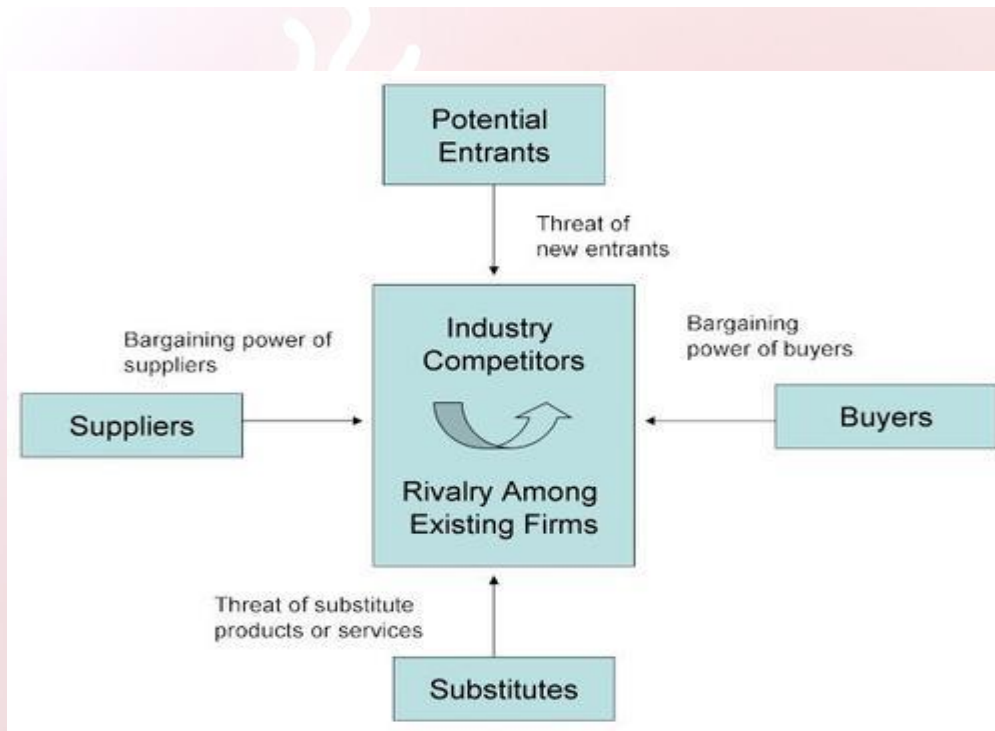 Potential
Entrants
Threat of
new entrants
Industry
Competitors
Bargaining power of
suppliers
Bargaining
power of buyers
Suppliers
Buyers
Rivalry Among
Existing Firms
Threat of substitute
products or services
Substitutes